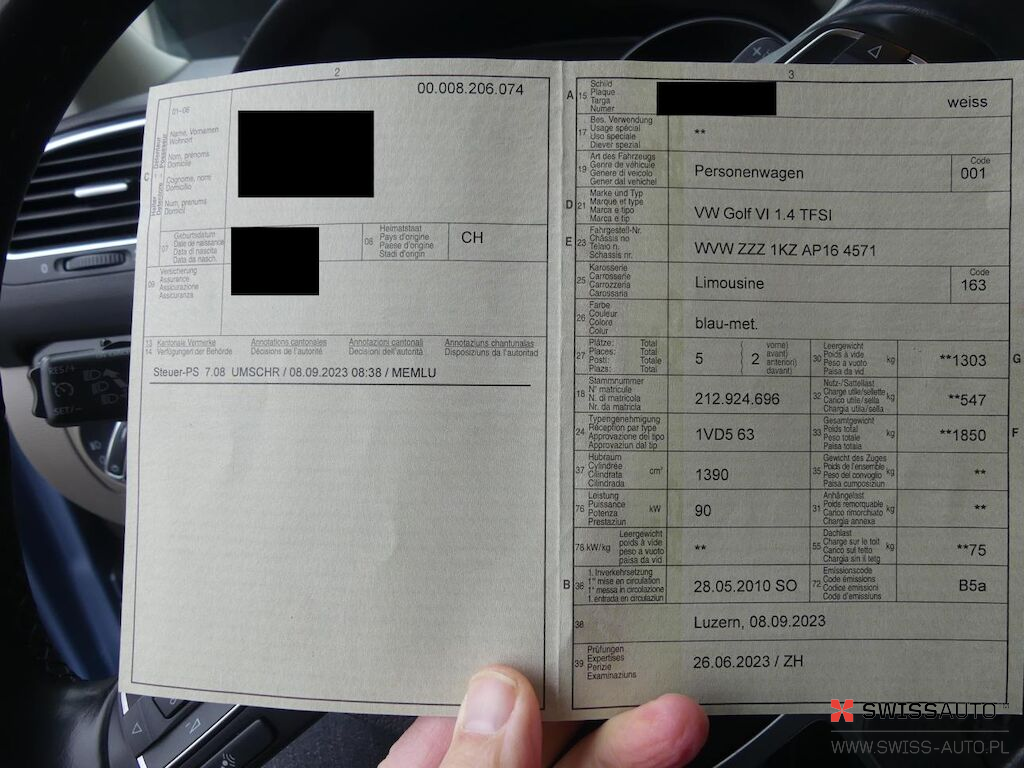 2
00.008.206.074
01-06
Name, Vornamen
Wohnort
Nom, prénoms
Domicile
Cognome, nomi
Domicilio
Num, prenums
Domicil
C
07
Geburtsdatum
Date de naissance
Data di nascita
Data da nasch.
08
Heimatstaat
Pays d'origine
Paese d'origine
Stadi d'origin
CH
09
Versicherung
Assurance
Assicurazione
Assicuranza
13 Kantonale Vermerke Annotations cantonales Annotazioni cantonali Annotaziuns chantunalas
14 Verfügungen der Behörde Décisions de l'autorité Decisioni dell'autorità Disposiziuns da l'autoritad
Steuer-PS 7.08 UMSCHR / 08.09.2023 08:38 / MEMLU
3
A 15
Schild
Plaque
Targa
Numer
weiss
17
Bes. Verwendung
Usage spécial
Uso speciale
Diever spezial
**
19
Art des Fahrzeugs
Genre de véhicule
Genere di veicolo
Gener dal vehichel
Personenwagen
Code
001
D 21
Marke und Typ
Marque et type
Marca e tipo
Marca e tip
VW Golf VI 1.4 TFSI
E 23
Fahrgestell-Nr.
Châssis no
Telaio n.
Schassis nr.
WVW ZZZ 1KZ AP16 4571
25
Karosserie
Carrosserie
Carrozzeria
Carossaria
Limousine
Code
163
26
Farbe
Couleur
Colore
Colur
blau-met.
27
Plätze: Total
Places: Total
Posti: Totale
Plazs: Total
5
2
vorne)
avant)
anteriori)
davant)
30
Leergewicht
Poids à vide
Peso a vuoto
Paisa da vid
kg
**1303
G
18
Stammnummer
N° matricule
N. di matricola
Nr. da matricla
212.924.696
32
Nutz-/Sattellast
Charge utile/sellette
Carico utile/sella
Chargia utila/sella
kg
**547
24
Typengenehmigung
Réception par type
Approvazione del tipo
Approvaziun dal tip
1VD5 63
33
Gesamtgewicht
Poids total
Peso totale
Paisa totala
kg
**1850
F
37
Hubraum
Cylindrée
Cilindrata
Cilindrada
cm³
1390
35
Gewicht des Zuges
Poids de l'ensemble
Peso del convoglio
Paisa cumposiziun
kg
**
76
Leistung
Puissance
Potenza
Prestaziun
kW
90
31
Anhängelast
Poids remorquable
Carico rimorchiato
Chargia annexa
kg
**
78 kW/kg
Leergewicht
poids à vide
peso a vuoto
paisa da vid
**
55
Dachlast
Charge sur le toit
Carico sul tetto
Chargia sin il tetg
kg
**75
B 36
1. Inverkehrsetzung
1re mise en circulation
1a messa in circolazione
1. entrada en circulaziun
28.05.2010 SO
72
Emissionscode
Code émissions
Codice emissioni
Code d'emissiuns
B5a
38
Luzern, 08.09.2023
39
Prüfungen
Expertises
Perizie
Examinaziuns
26.06.2023 / ZH
RES/+
SET/-
SWISSAUTO
WWW.SWISS-AUTO.PL